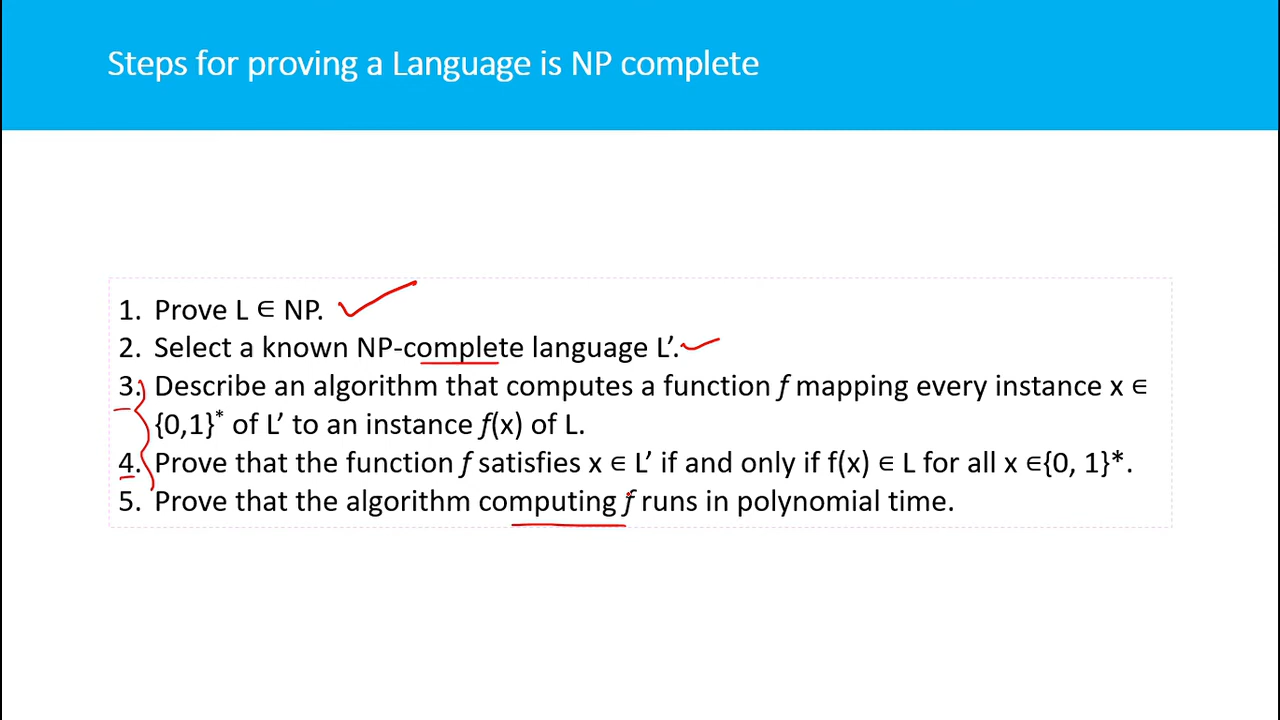 Steps for proving a Language is NP complete
1. Prove L ∈ NP.
2. Select a known NP-complete language L’.
3. Describe an algorithm that computes a function f mapping every instance x ∈
{0,1}* of L’ to an instance f(x) of L.
4. Prove that the function f satisfies x ∈ L’ if and only if f(x) ∈ L for all x ∈{0, 1}*.
5. Prove that the algorithm computing f runs in polynomial time.